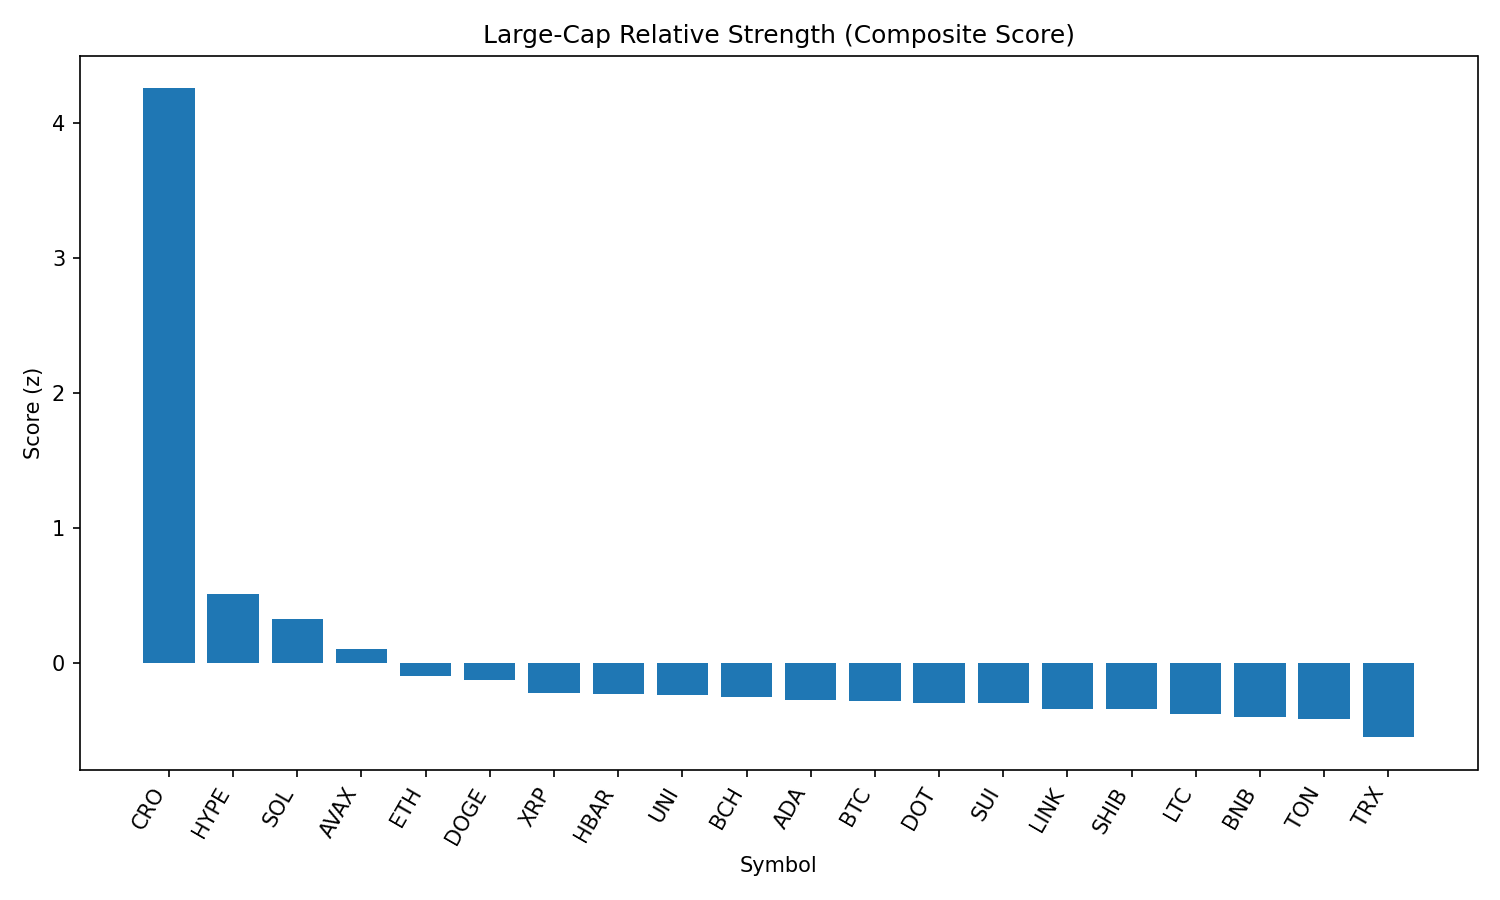 Large-Cap Relative Strength (Composite Score)
Score (z)
4
3
2
1
0
CRO
HYPE
SOL
AVAX
ETH
DOGE
XRP
HBAR
UNI
BCH
ADA
BTC
DOT
SUI
LINK
SHIB
LTC
BNB
TON
TRX
Symbol